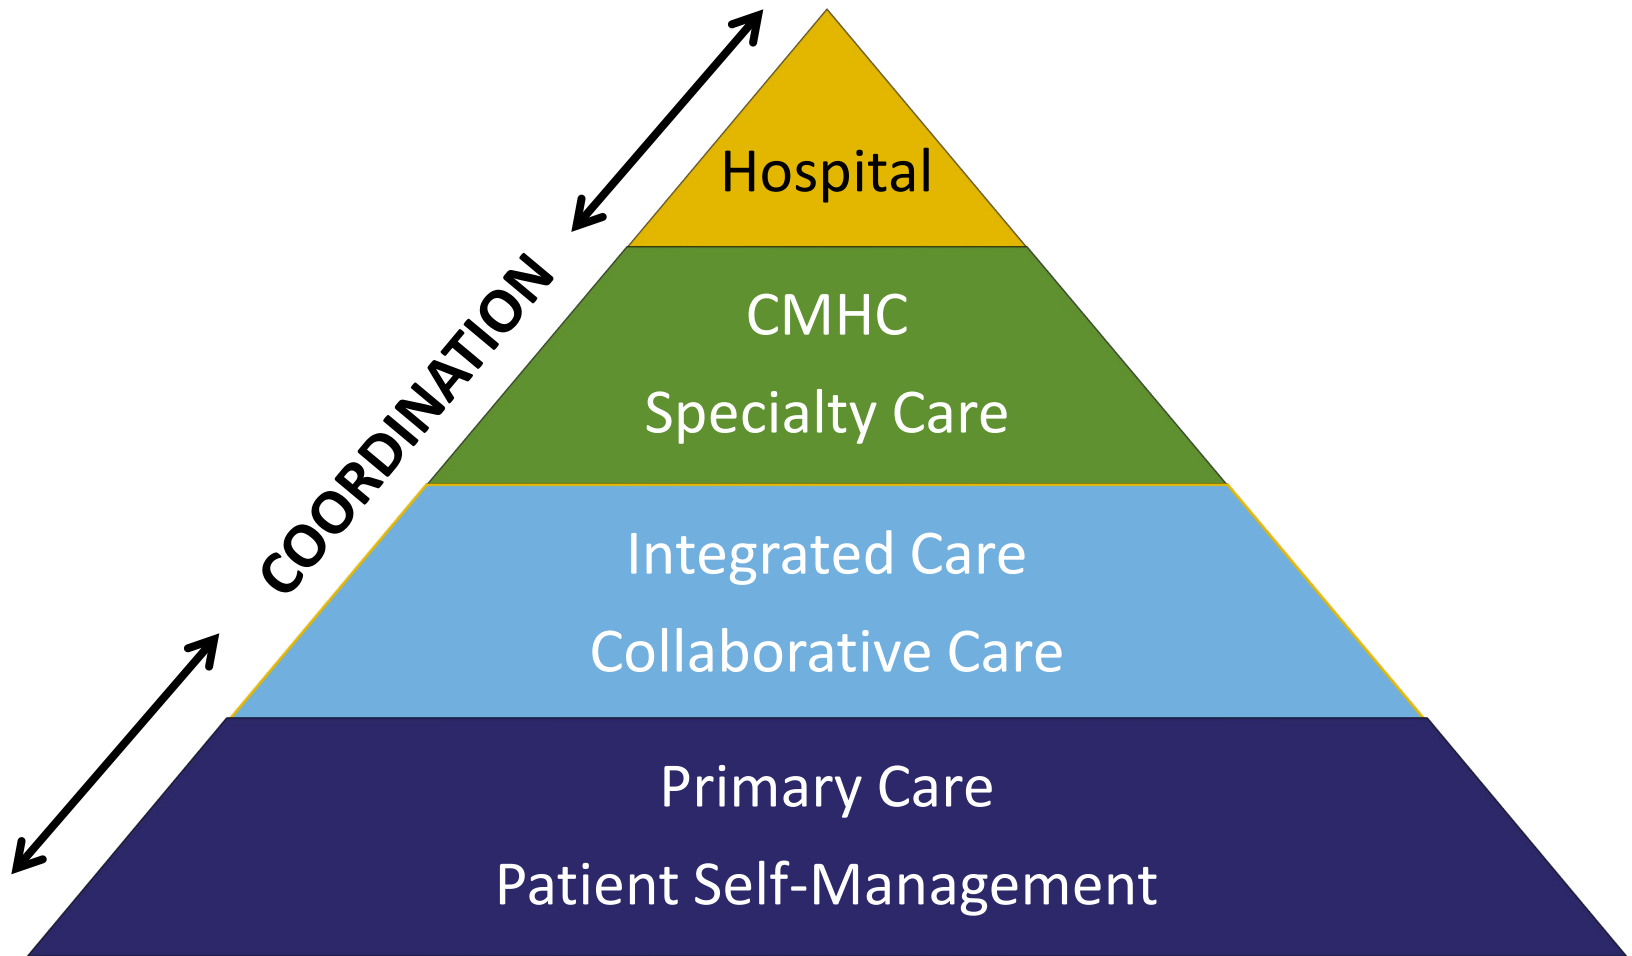 Hospital
COORDINATION
CMHC
Specialty Care
Integrated Care
Collaborative Care
Primary Care
Patient Self-Management